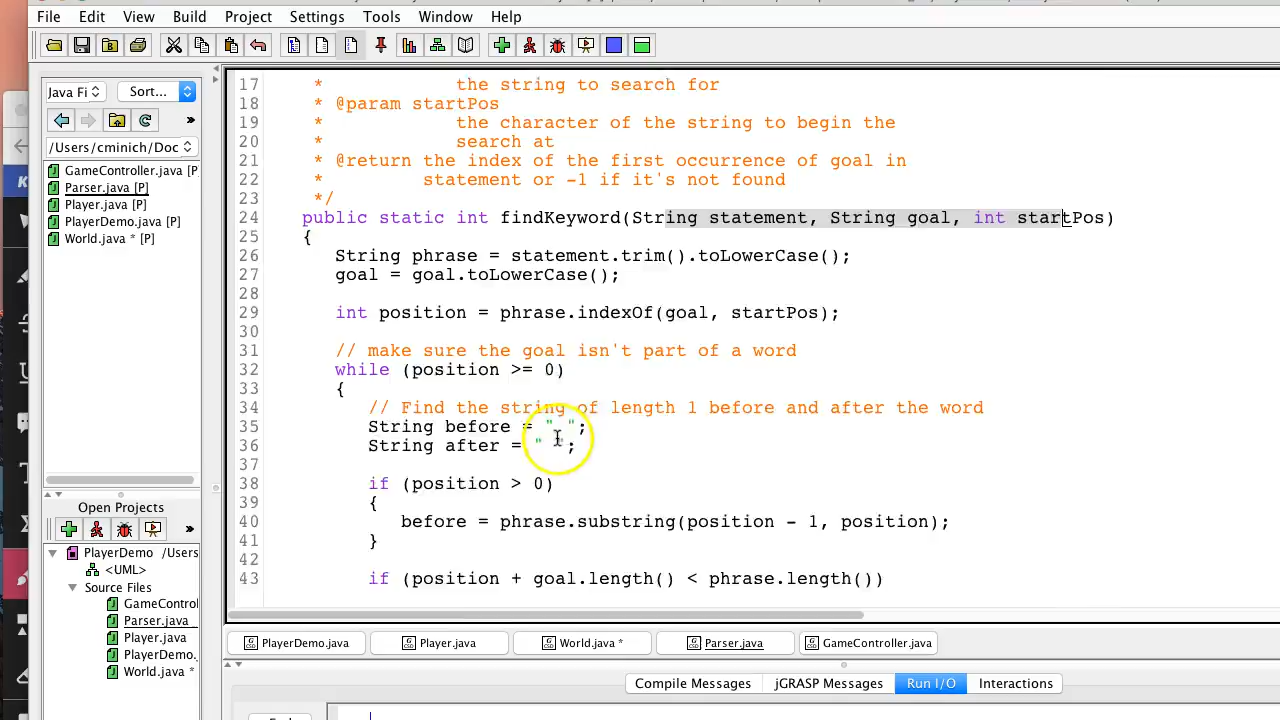 File Edit View Build Project Settings Tools Window Help
Java Fi
Sort...
/Users/cminich/Doc
GameController.java [P]
Parser.java [P]
Player.java [P]
PlayerDemo.java [P]
World.java * [P]
Open Projects
PlayerDemo /Users
<UML>
Source Files
GameControl
Parser.java
Player.java
PlayerDemo.
World.java *
17 * the string to search for
18 * @param startPos
19 * the character of the string to begin the
20 * search at
21 * @return the index of the first occurrence of goal in
22 * statement or -1 if it's not found
23 */
24 public static int findKeyword(String statement, String goal, int startPos)
25 {
26 String phrase = statement.trim().toLowerCase();
27 goal = goal.toLowerCase();
28
29 int position = phrase.indexOf(goal, startPos);
30
31 // make sure the goal isn't part of a word
32 while (position >= 0)
33 {
34 // Find the string of length 1 before and after the word
35 String before = " ";
36 String after = " ";
37
38 if (position > 0)
39 {
40 before = phrase.substring(position - 1, position);
41 }
42
43 if (position + goal.length() < phrase.length())
PlayerDemo.java Player.java World.java * Parser.java GameController.java
Compile Messages jGRASP Messages Run I/O Interactions